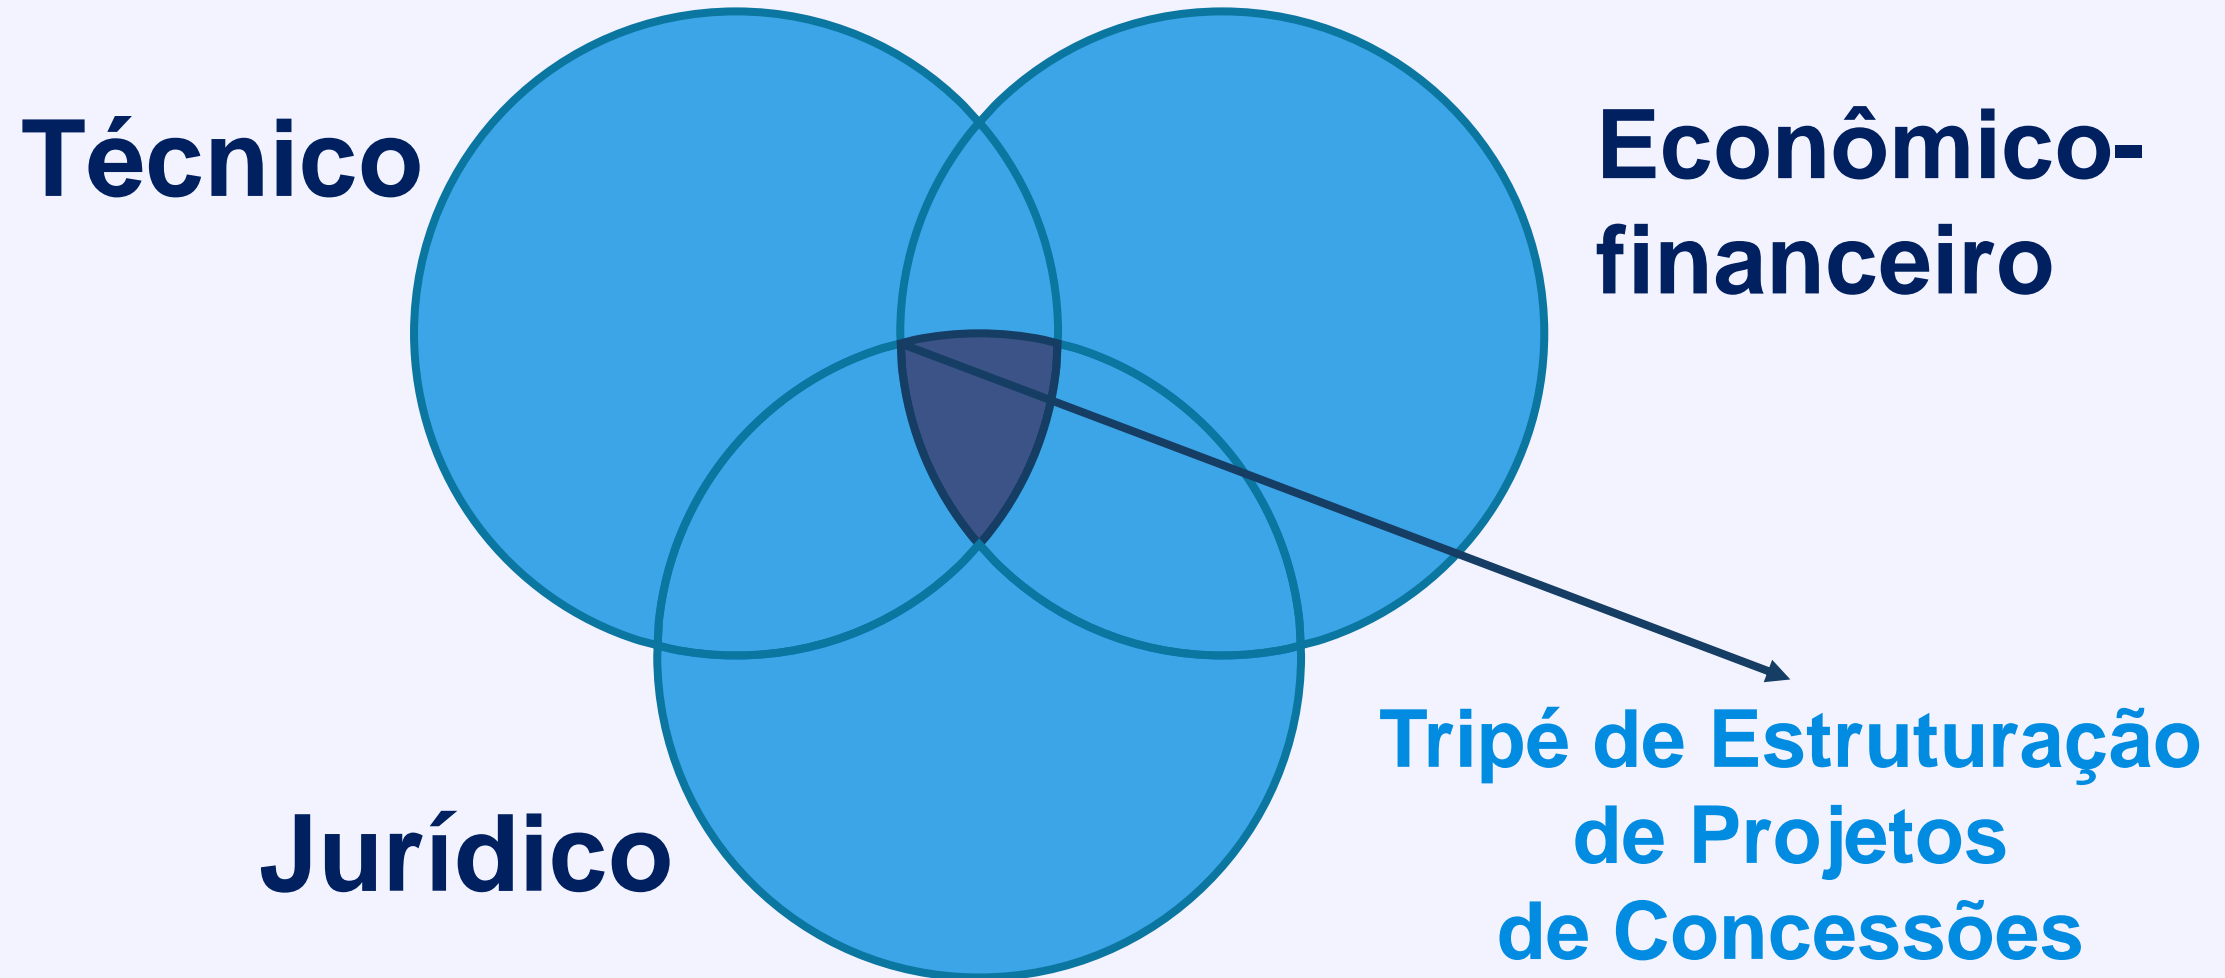 Técnico
Econômico-
financeiro
Jurídico
Tripé de Estruturação
de Projetos
de Concessões